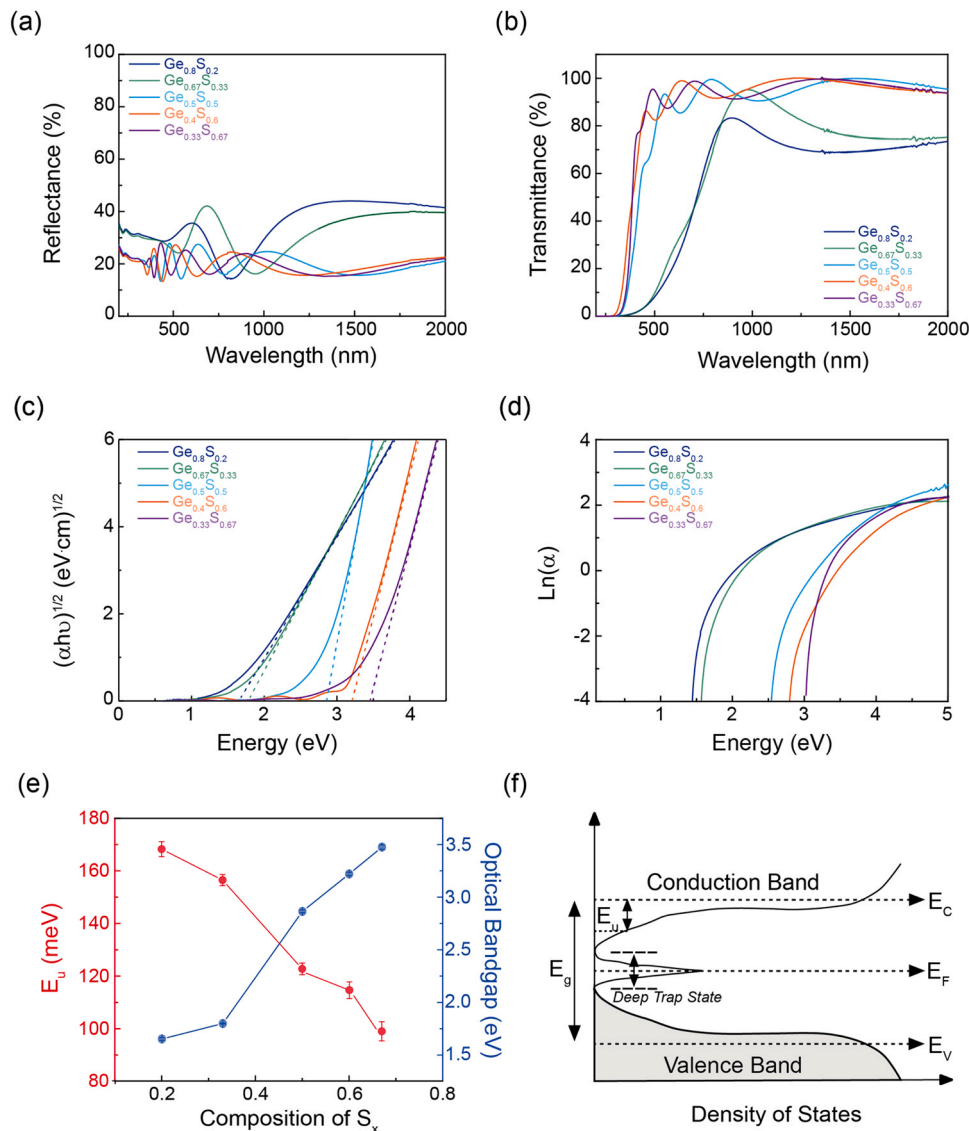 (a)
100
80
60
40
20
0
Reflectance (%)
Ge0.8S0.2
Ge0.67S0.33
Ge0.5S0.5
Ge0.4S0.6
Ge0.33S0.67
500 1000 1500 2000
Wavelength (nm)
(b)
100
80
60
40
20
0
Transmittance (%)
Ge0.8S0.2
Ge0.67S0.33
Ge0.5S0.5
Ge0.4S0.6
Ge0.33S0.67
500 1000 1500 2000
Wavelength (nm)
(c)
6
4
2
0
(αhυ)1/2 (eV·cm)1/2
Ge0.8S0.2
Ge0.67S0.33
Ge0.5S0.5
Ge0.4S0.6
Ge0.33S0.67
0 1 2 3 4
Energy (eV)
(d)
4
2
0
-2
-4
Ln(α)
Ge0.8S0.2
Ge0.67S0.33
Ge0.5S0.5
Ge0.4S0.6
Ge0.33S0.67
1 2 3 4 5
Energy (eV)
(e)
180
160
140
120
100
80
Eu (meV)
3.5
3.0
2.5
2.0
1.5
Optical Bandgap
(eV)
0.2 0.4 0.6 0.8
Composition of Sx
(f)
Conduction Band
EC
Eu
Eg
EF
Deep Trap State
EV
Valence Band
Density of States